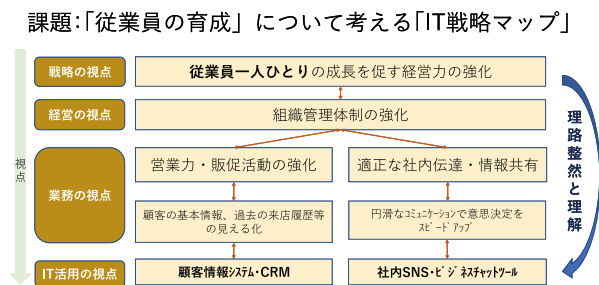 課題:「従業員の育成」について考える「IT戦略マップ」
戦略の視点
従業員一人ひとりの成長を促す経営力の強化
経営の視点
組織管理体制の強化
視点
業務の視点
営業力・販促活動の強化
適正な社内伝達・情報共有
顧客の基本情報、過去の来店履歴等
の見える化
円滑なｺﾐｭﾆｹｰｼｮﾝで意思決定を
ｽﾋﾟｰﾄﾞｱｯﾌﾟ
IT活用の視点
顧客情報ｼｽﾃﾑ・CRM
社内SNS・ﾋﾞｼﾞﾈｽﾁｬｯﾄﾂｰﾙ
理路整然と理解